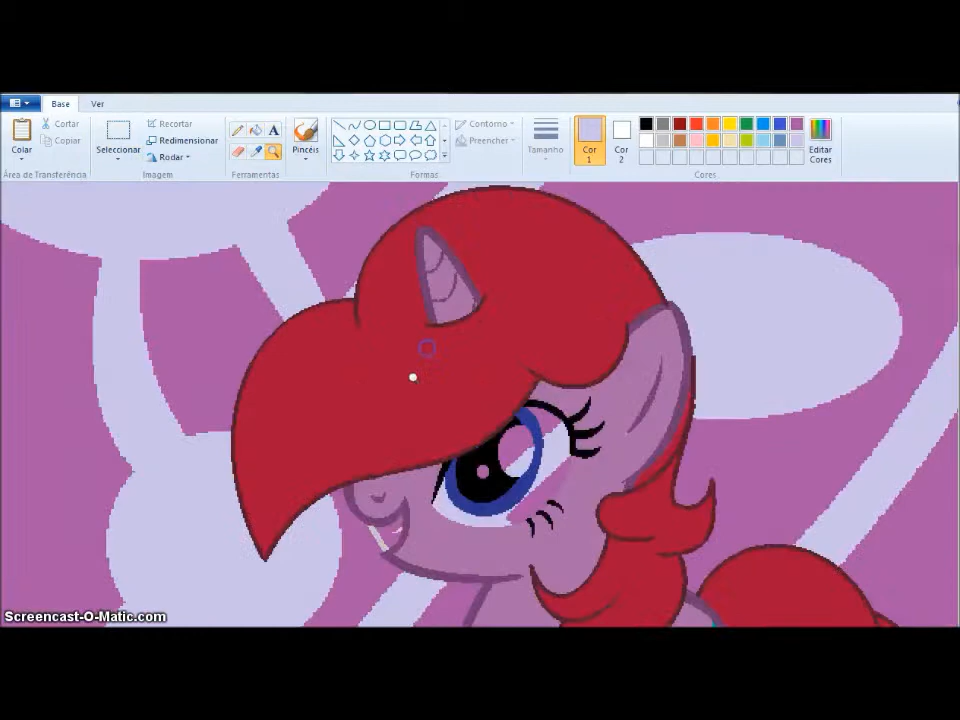 Base Ver
Colar
Cortar
Copiar
Área de Transferência
Seleccionar
Recortar
Redimensionar
Rodar
Imagem
A
Ferramentas
Pincéis
Contorno
Preencher
Formas
Tamanho
Cor 1
Cor 2
Editar Cores
Cores
Screencast-O-Matic.com